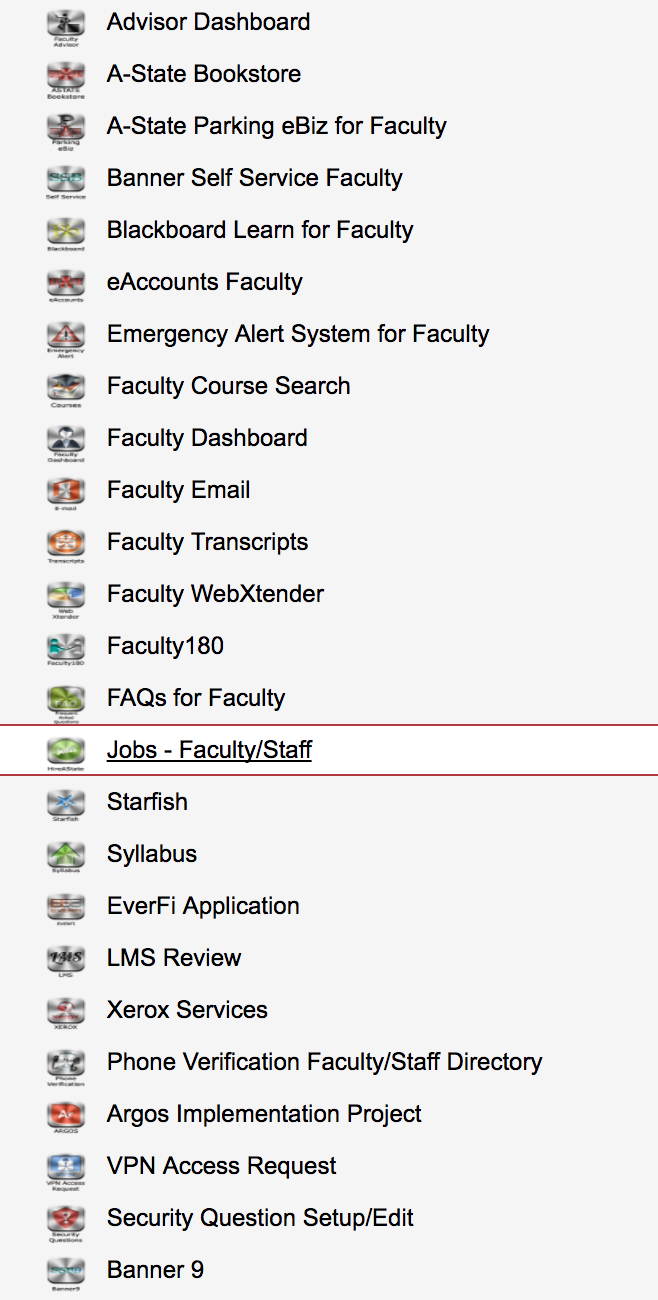 Advisor Dashboard
Faculty
Advisor
A-State Bookstore
ASTATE
Bookstore
A-State Parking eBiz for Faculty
P
Parking
eBiz
Banner Self Service Faculty
SSB
Self Service
Blackboard Learn for Faculty
Blackboard
eAccounts Faculty
eAccounts
Emergency Alert System for Faculty
Emergency
Alert
Faculty Course Search
Courses
Faculty Dashboard
Faculty
Dashboard
Faculty Email
E-mail
Faculty Transcripts
Transcripts
Faculty WebXtender
Web
Xtender
Faculty180
Faculty180
FAQs for Faculty
Frequent
Asked
Questions
Jobs - Faculty/Staff
HireAState
Starfish
Starfish
Syllabus
Syllabus
EverFi Application
EverFi
LMS Review
LMS
LMS
Xerox Services
XEROX
Phone Verification Faculty/Staff Directory
Phone
Verification
Argos Implementation Project
ARGOS
VPN Access Request
VPN Access
Request
Security Question Setup/Edit
?
Security
Questions
Banner 9
Banner9